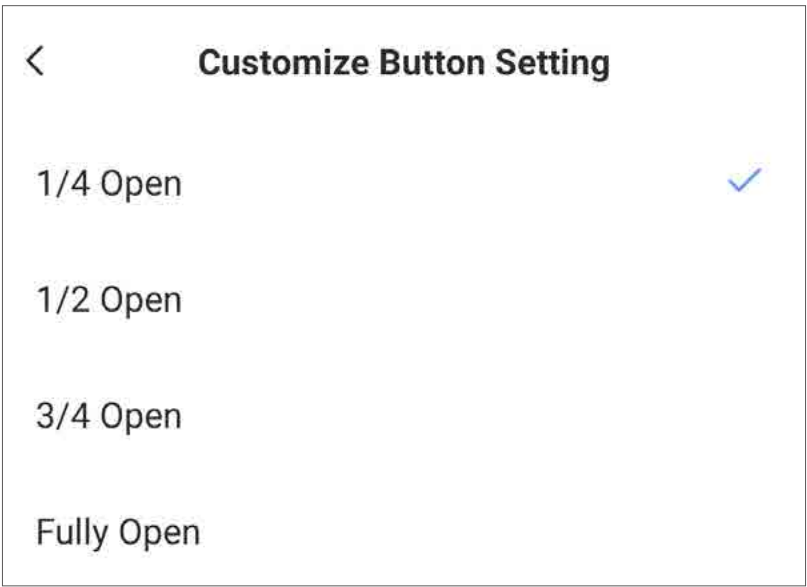 Customize Button Setting
1/4 Open
1/2 Open
3/4 Open
Fully Open